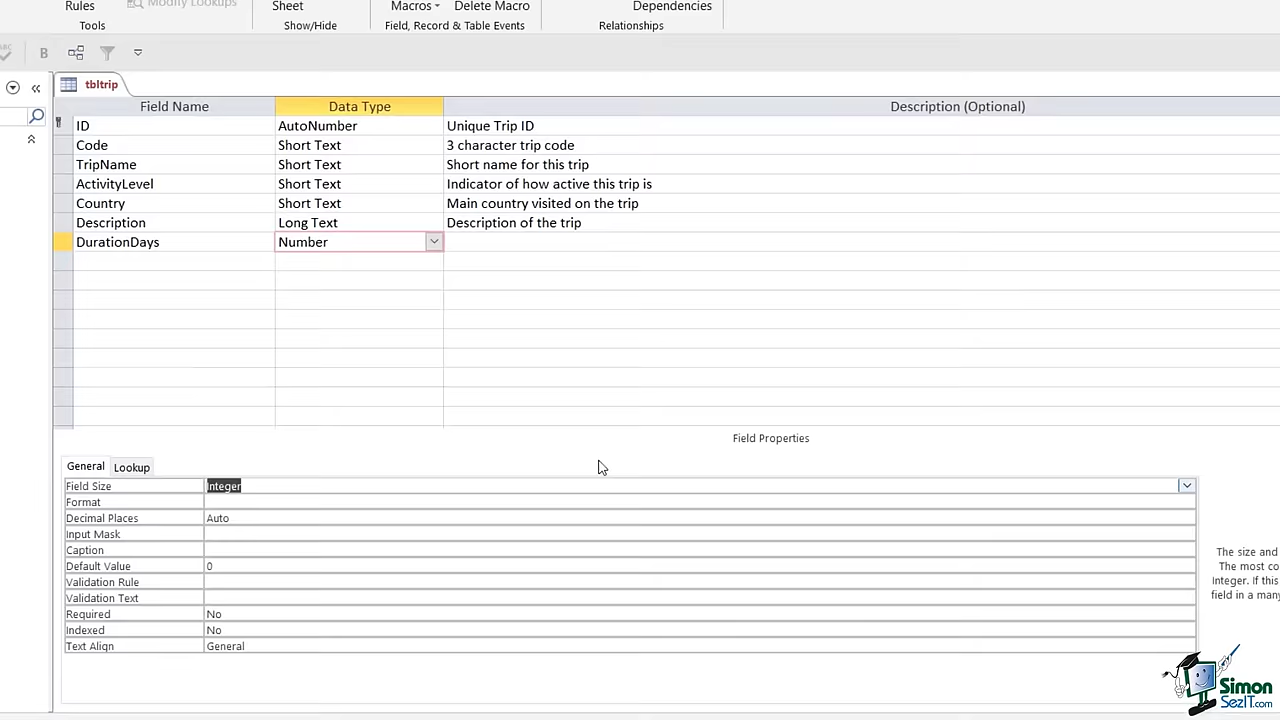 Rules
Modify Lookups
Sheet
Macros
Delete Macro
Dependencies
Tools
Show/Hide
Field, Record & Table Events
Relationships
ABC
B
tbltrip
Field Name Data Type Description (Optional)
ID AutoNumber Unique Trip ID
Code Short Text 3 character trip code
TripName Short Text Short name for this trip
ActivityLevel Short Text Indicator of how active this trip is
Country Short Text Main country visited on the trip
Description Long Text Description of the trip
DurationDays Number
Field Properties
General Lookup
Field Size Integer
Format
Decimal Places Auto
Input Mask
Caption
Default Value 0
Validation Rule
Validation Text
Required No
Indexed No
Text Align General
The size and
The most co
Integer. If this
field in a many
Simon
SezIT.com